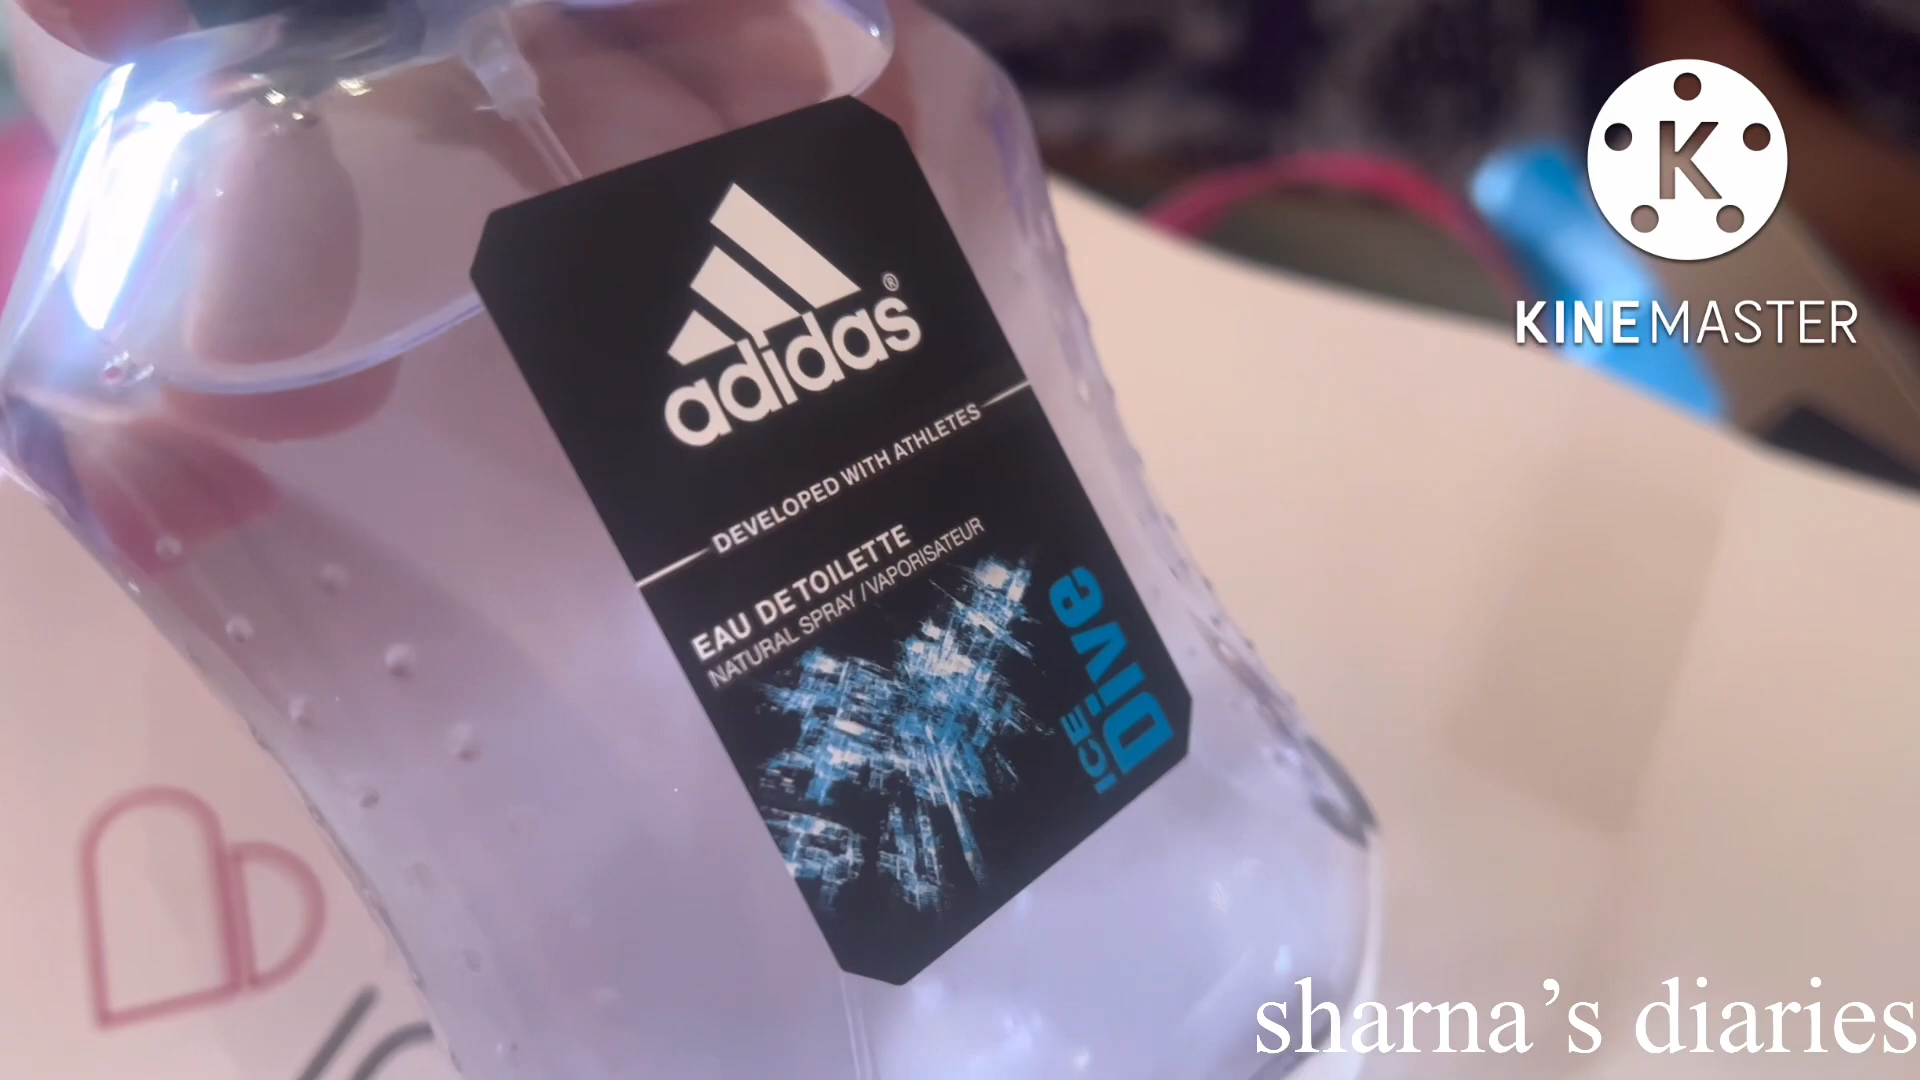 K
KINEMASTER
adidas®
DEVELOPED WITH ATHLETES
EAU DE TOILETTE
NATURAL SPRAY / VAPORISATEUR
ICE
Dive
sharna’s diaries